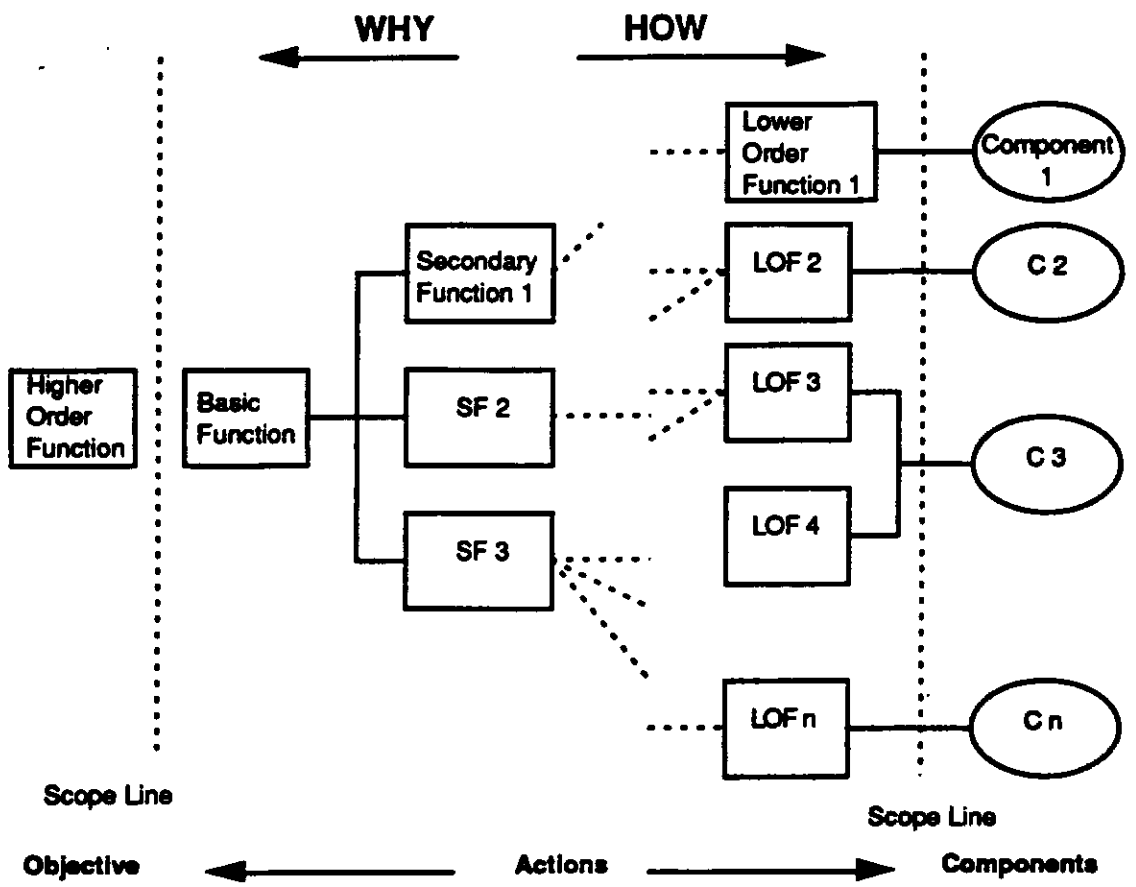 WHY
HOW
Lower
Order
Function 1
Component
1
Secondary
Function 1
LOF 2
C 2
Higher
Order
Function
Basic
Function
SF 2
LOF 3
C 3
SF 3
LOF 4
LOF n
C n
Scope Line
Scope Line
Objective
Actions
Components